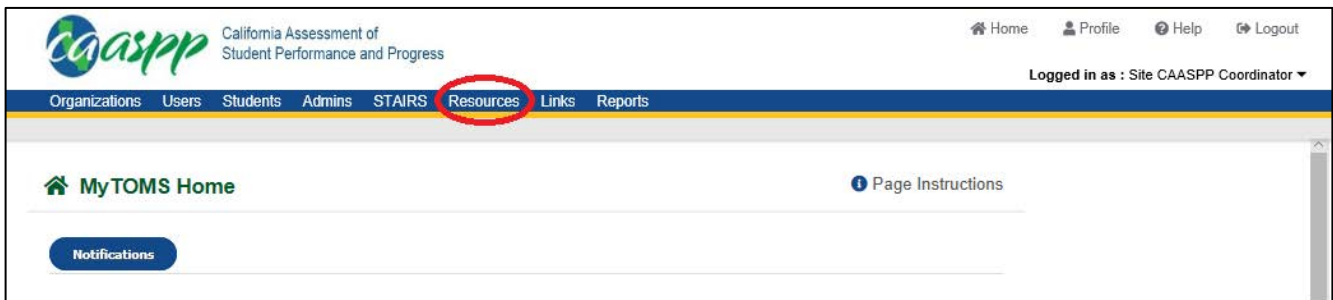 caaspp
California Assessment of
Student Performance and Progress
Home Profile Help Logout
Logged in as : Site CAASPP Coordinator
Organizations Users Students Admins STAIRS Resources Links Reports
MyTOMS Home
Page Instructions
Notifications